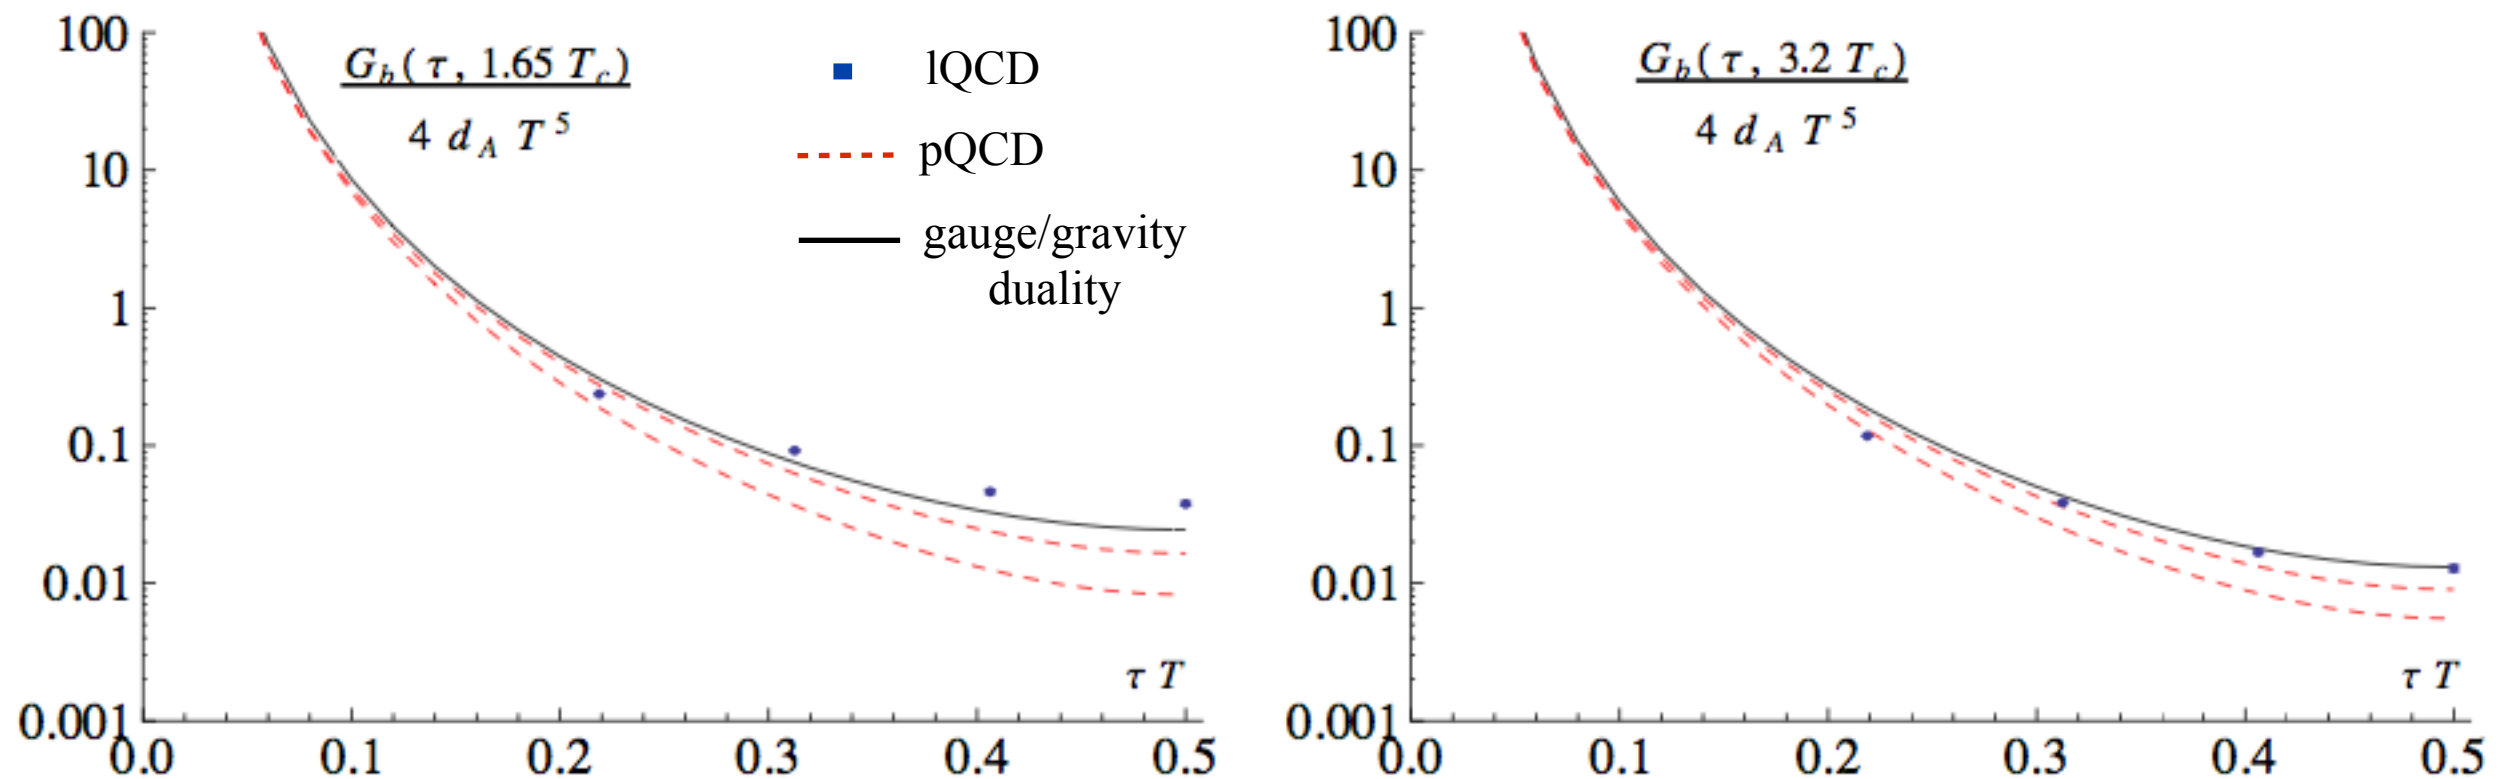 G_b(τ, 1.65 T_c)
4 d_A T^5
lQCD
pQCD
gauge/gravity
duality
100
10
1
0.1
0.01
0.001
τ T
0.0 0.1 0.2 0.3 0.4 0.5
G_b(τ, 3.2 T_c)
4 d_A T^5
100
10
1
0.1
0.01
0.001
τ T
0.0 0.1 0.2 0.3 0.4 0.5